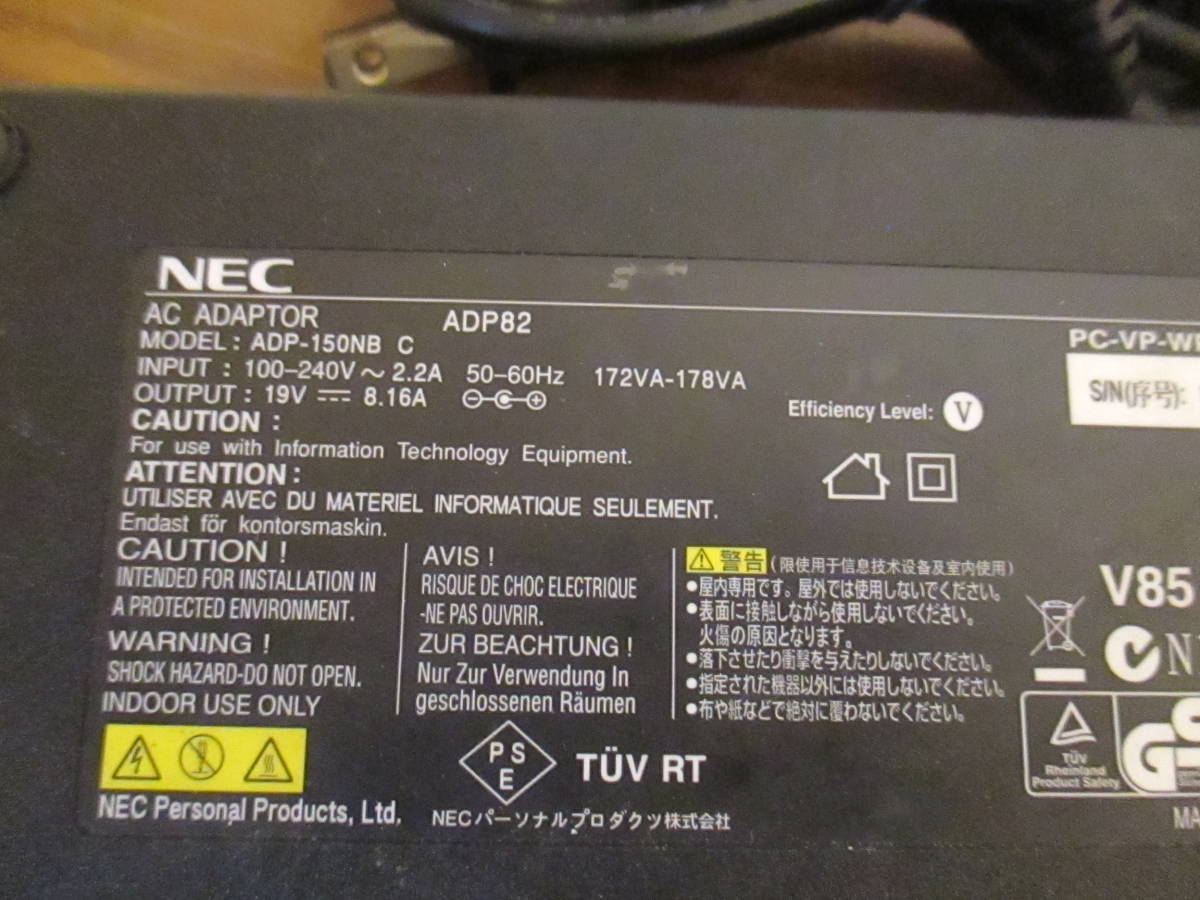 NEC
AC ADAPTOR ADP82
MODEL: ADP-150NB C
INPUT : 100-240V～2.2A 50-60Hz 172VA-178VA
OUTPUT : 19V ⎓ 8.16A
PC-VP-W
S/N(序号):
Efficiency Level: V
CAUTION :
For use with Information Technology Equipment.
ATTENTION:
UTILISER AVEC DU MATERIEL INFORMATIQUE SEULEMENT.
Endast för kontorsmaskin.
CAUTION !
INTENDED FOR INSTALLATION IN
A PROTECTED ENVIRONMENT.
WARNING !
SHOCK HAZARD-DO NOT OPEN.
INDOOR USE ONLY
AVIS !
RISQUE DE CHOC ELECTRIQUE
-NE PAS OUVRIR.
ZUR BEACHTUNG !
Nur Zur Verwendung In
geschlossenen Räumen
警告 (限使用于信息技术设备及室内使用)
●屋内専用です。屋外では使用しないでください。
●表面に接触しながら使用しないでください。
火傷の原因となります。
●落下させたり衝撃を与えたりしないでください。
●指定された機器以外には使用しないでください。
●布や紙などで絶対に覆わないでください。
V85
N
TÜV
Rheinland
Product Safety
GS
PS
E
TÜV RT
NEC Personal Products, Ltd.
NECパーソナルプロダクツ株式会社
MA